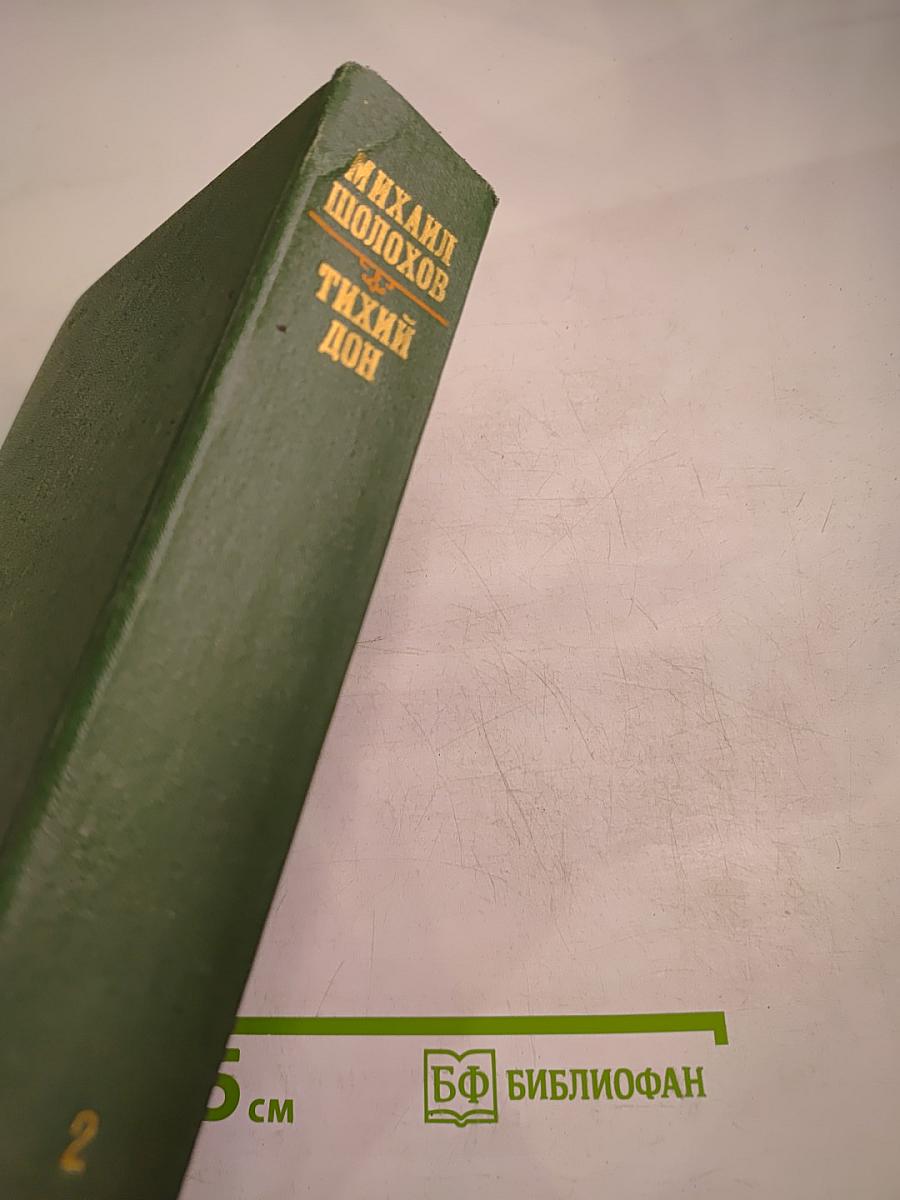 МИХАИЛ
ШОЛОХОВ
ТИХИЙ
ДОН
2
5 см
БФ БИБЛИОФАН